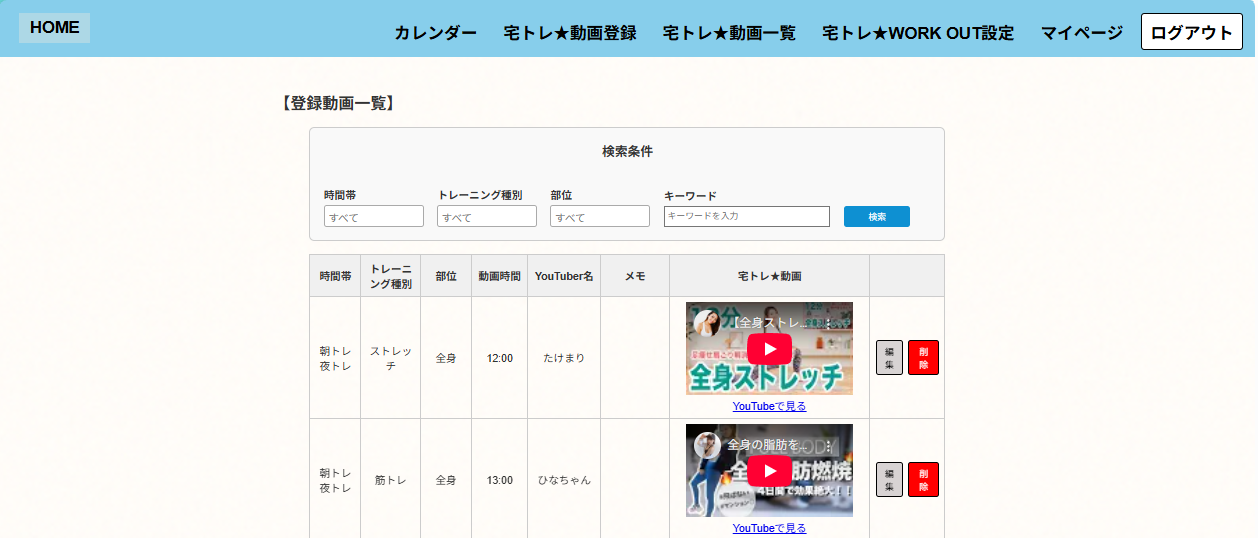 HOME
カレンダー
宅トレ★動画登録
宅トレ★動画一覧
宅トレ★WORK OUT設定
マイページ
ログアウト
【登録動画一覧】
検索条件
時間帯
トレーニング種別
部位
キーワード
すべて
すべて
すべて
キーワードを入力
検索
時間帯
トレーニ
ング種別
部位
動画時間
YouTuber名
メモ
宅トレ★動画
朝トレ
夜トレ
ストレッ
チ
全身
12:00
たけまり
【全身ストレ...
全身ストレッチ
YouTubeで見る
編
集
削
除
朝トレ
夜トレ
筋トレ
全身
13:00
ひなちゃん
全身の脂肪を...
BODY
4日間で効果絶大!!
YouTubeで見る
編
集
削
除